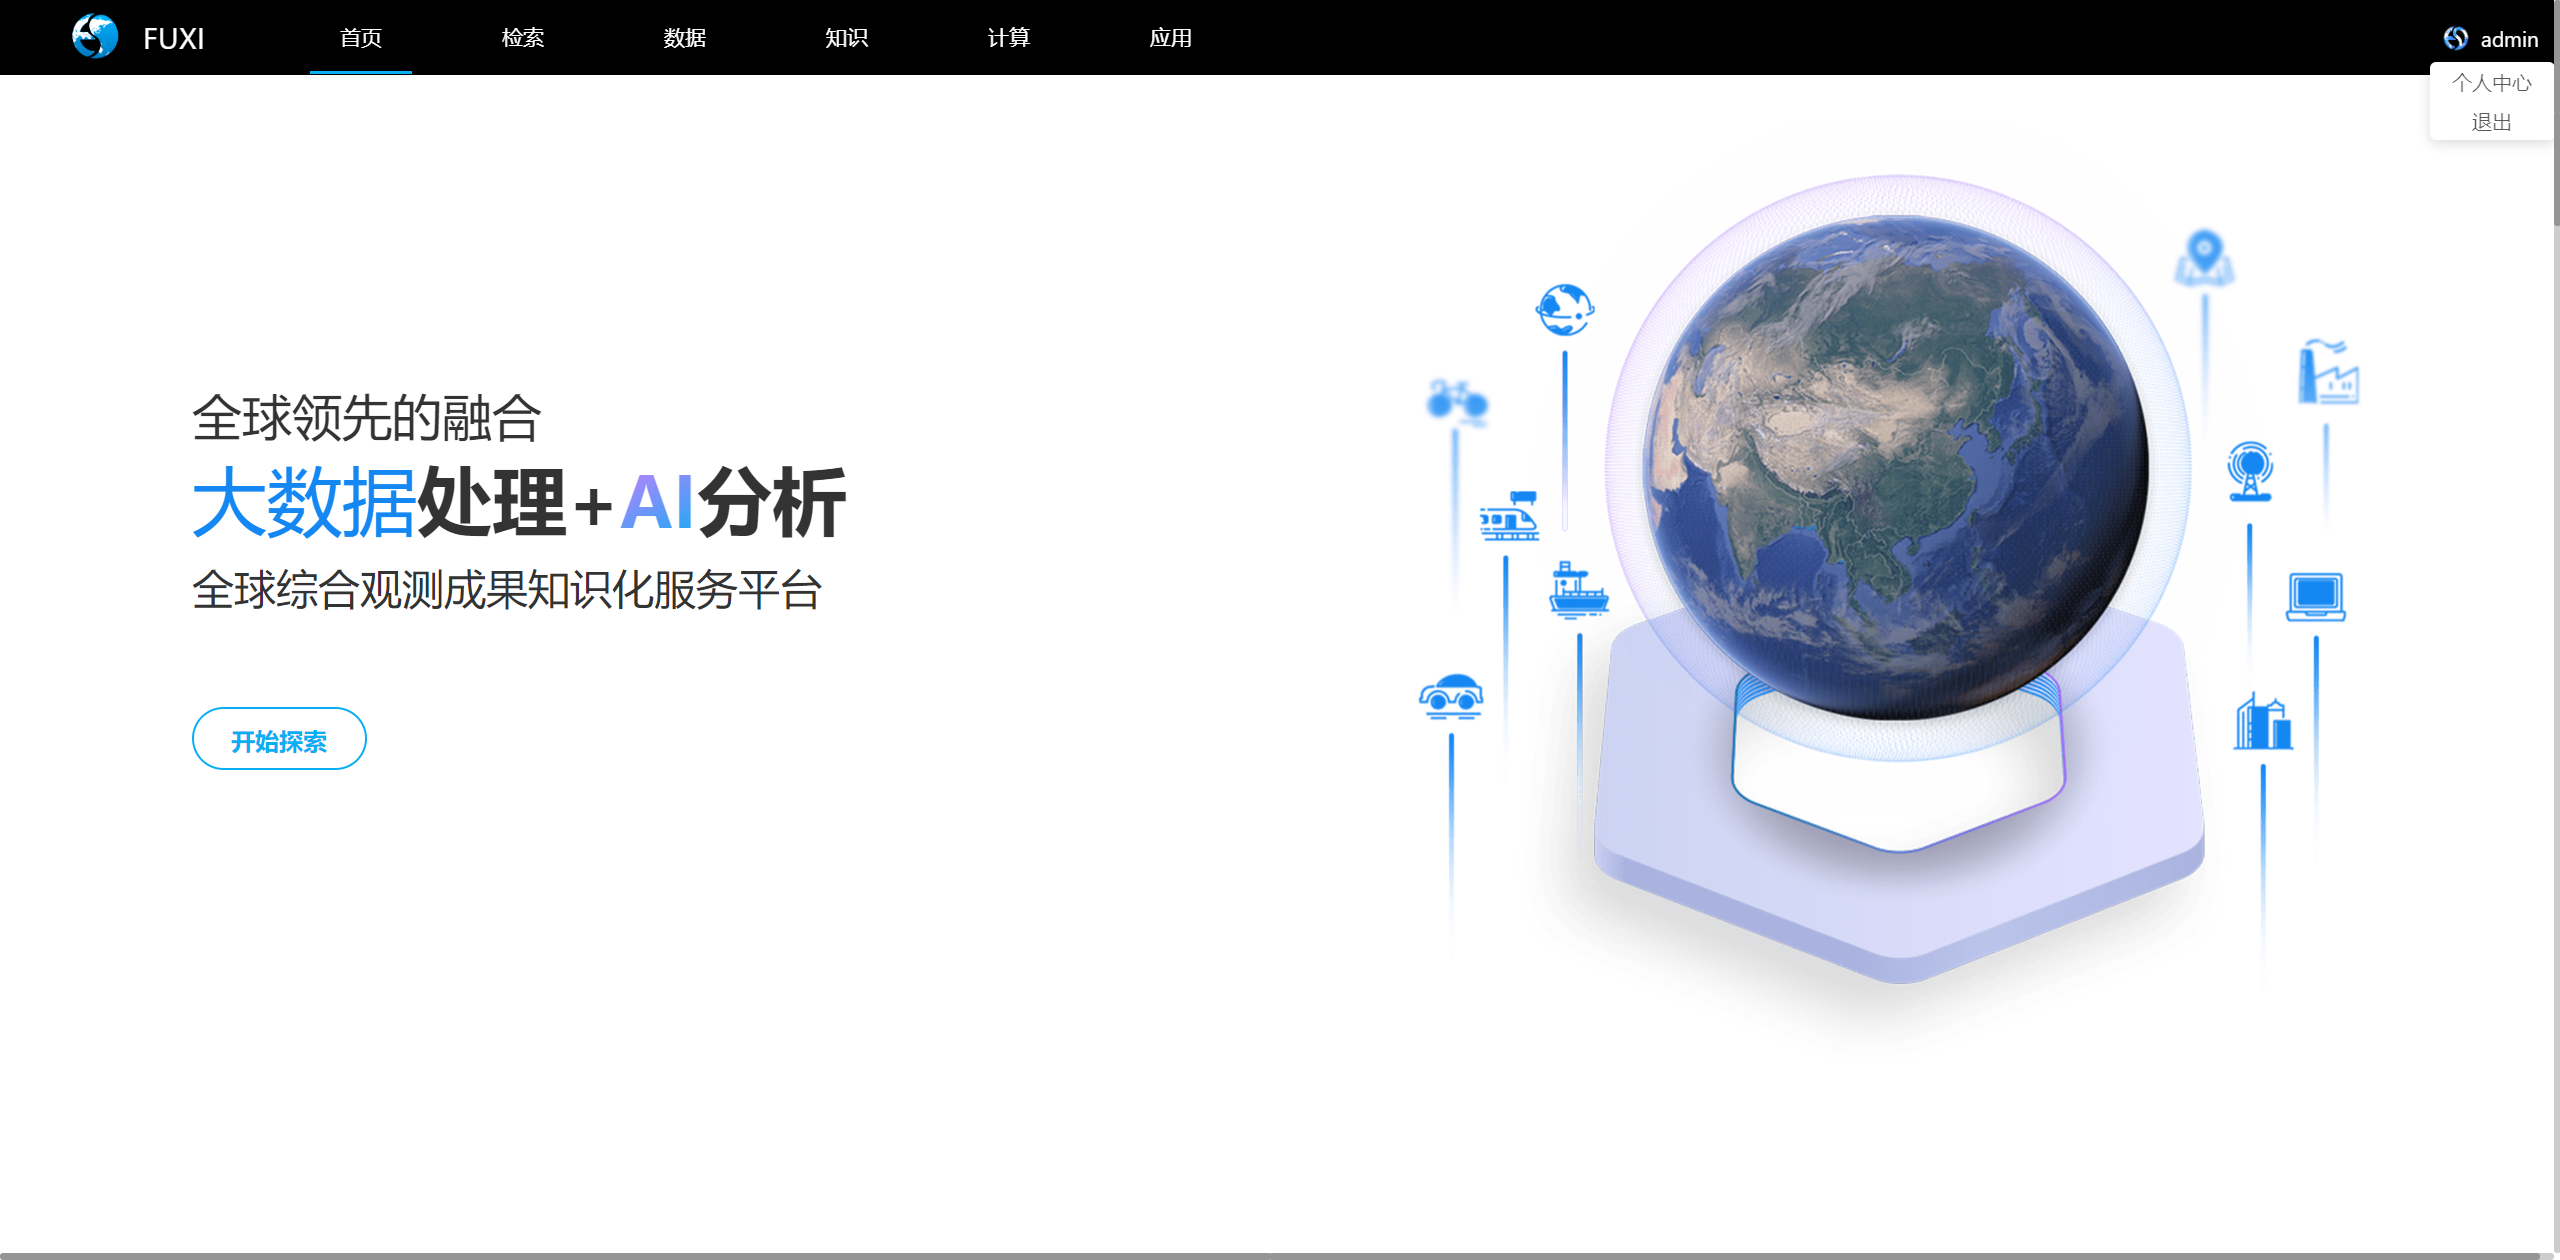 FUXI
首页
检索
数据
知识
计算
应用
admin
个人中心
退出
全球领先的融合
大数据处理+AI分析
全球综合观测成果知识化服务平台
开始探索